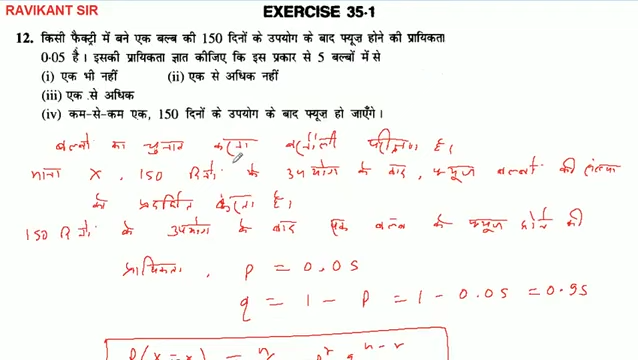 RAVIKANT SIR
EXERCISE 35·1
12. किसी फैक्ट्री में बने एक बल्ब की 150 दिनों के उपयोग के बाद फ्यूज़ होने की प्रायिकता
0·05 है। इसकी प्रायिकता ज्ञात कीजिए कि इस प्रकार से 5 बल्बों में से
(i) एक भी नहीं (ii) एक से अधिक नहीं
(iii) एक से अधिक
(iv) कम-से-कम एक, 150 दिनों के उपयोग के बाद फ्यूज़ हो जाएँगे।
बल्बों का चुनाव करना बर्नौली परीक्षण है।
माना X, 150 दिनों के उपयोग के बाद, फ्यूज बल्बों की संख्या
को प्रदर्शित करता है।
150 दिनों के उपयोग के बाद एक बल्ब के फ्यूज होने की
प्रायिकता, p = 0.05
q = 1 - p = 1 - 0.05 = 0.95